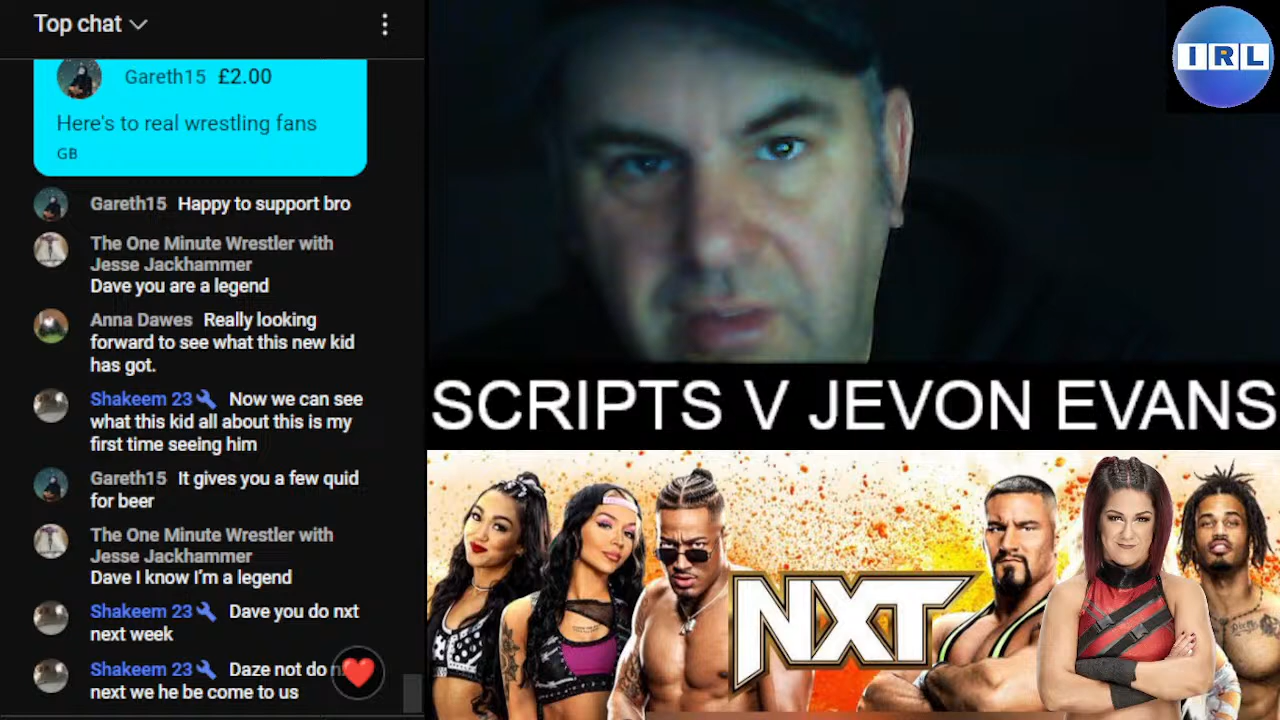 Top chat
Gareth15 £2.00
Here's to real wrestling fans
GB
Gareth15 Happy to support bro
The One Minute Wrestler with
Jesse Jackhammer
Dave you are a legend
Anna Dawes Really looking
forward to see what this new kid
has got.
Shakeem 23 Now we can see
what this kid all about this is my
first time seeing him
Gareth15 It gives you a few quid
for beer
The One Minute Wrestler with
Jesse Jackhammer
Dave I know I'm a legend
Shakeem 23 Dave you do nxt
next week
Shakeem 23 Daze not do
next we he be come to us
IRL
SCRIPTS V JEVON EVANS
NXT